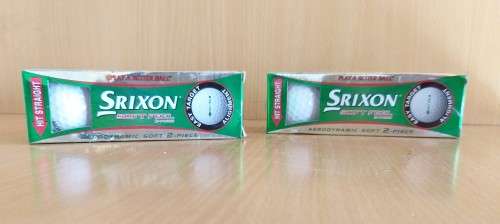 "PLAY A BETTER BALL"
HIT STRAIGHT
SRIXON
SOFT FEEL
EASY TARGET
ALIGNMENT
AERODYNAMIC SOFT 2-PIECE
"PLAY A BETTER BALL"
HIT STRAIGHT
SRIXON
SOFT FEEL
EASY TARGET
ALIGNMENT
AERODYNAMIC SOFT 2-PIECE